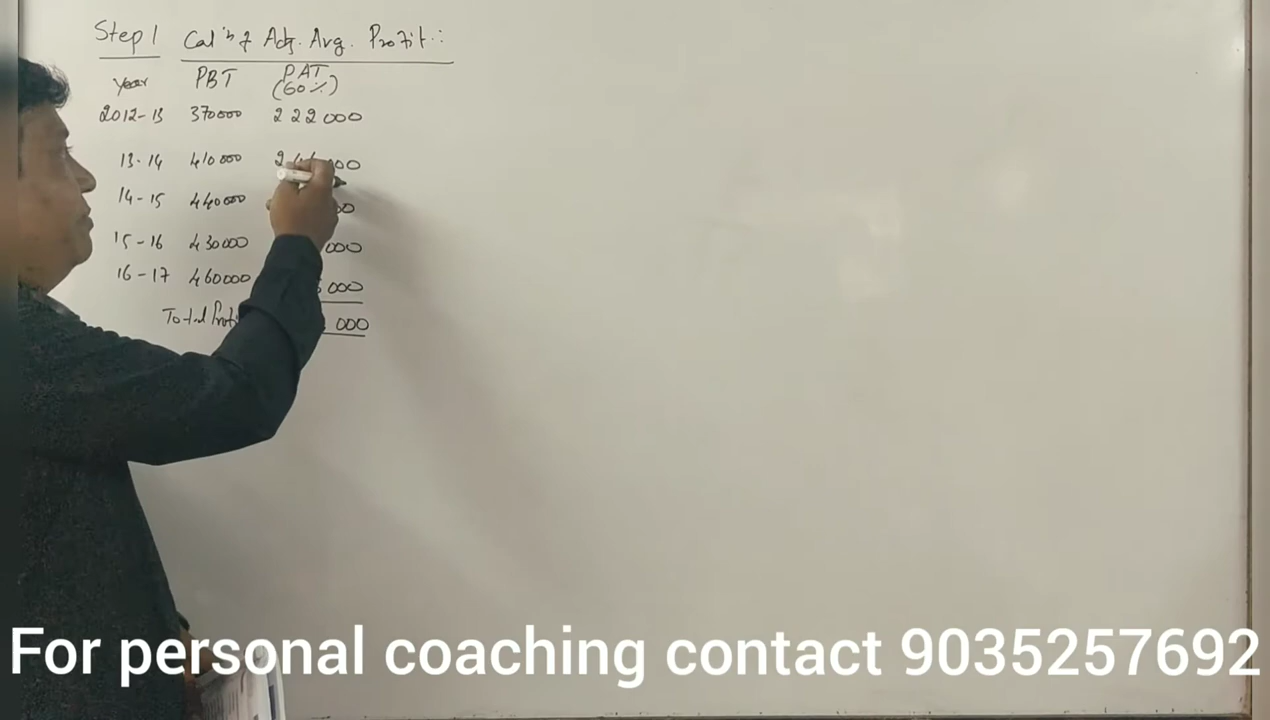 Step 1 Cal'n of Adj. Avg. Profit:
Year PBT PAT
(60%)
2012-13 370000 222000
13-14 410000
14-15 440000
15-16 430000
16-17 460000
Total
For personal coaching contact 9035257692